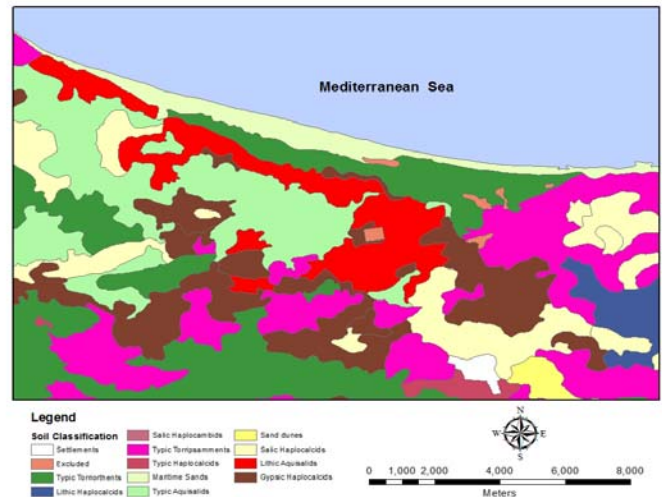 Mediterranean Sea
Legend
Soil Classification
Settlements
Excluded
Typic Torriorthents
Lithic Haplocalcids
Salic Haplocambids
Typic Torripsamments
Typic Haplocalcids
Maritime Sands
Typic Aquisalids
Sand dunes
Salic Haplocalcids
Lithic Aquisalids
Gypsic Haplocalcids
N
W E
S
0 1,000 2,000 4,000 6,000 8,000
Meters